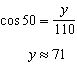 cos 50 = y/110
y ≈ 71